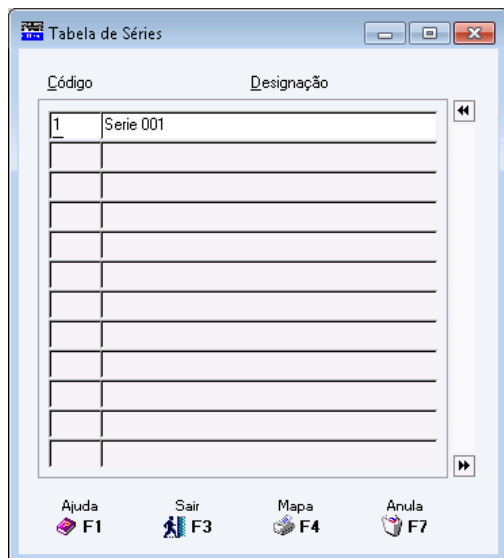 Tabela de Séries
Código Designação
1 Serie 001
Ajuda Sair Mapa Anula
F1 F3 F4 F7